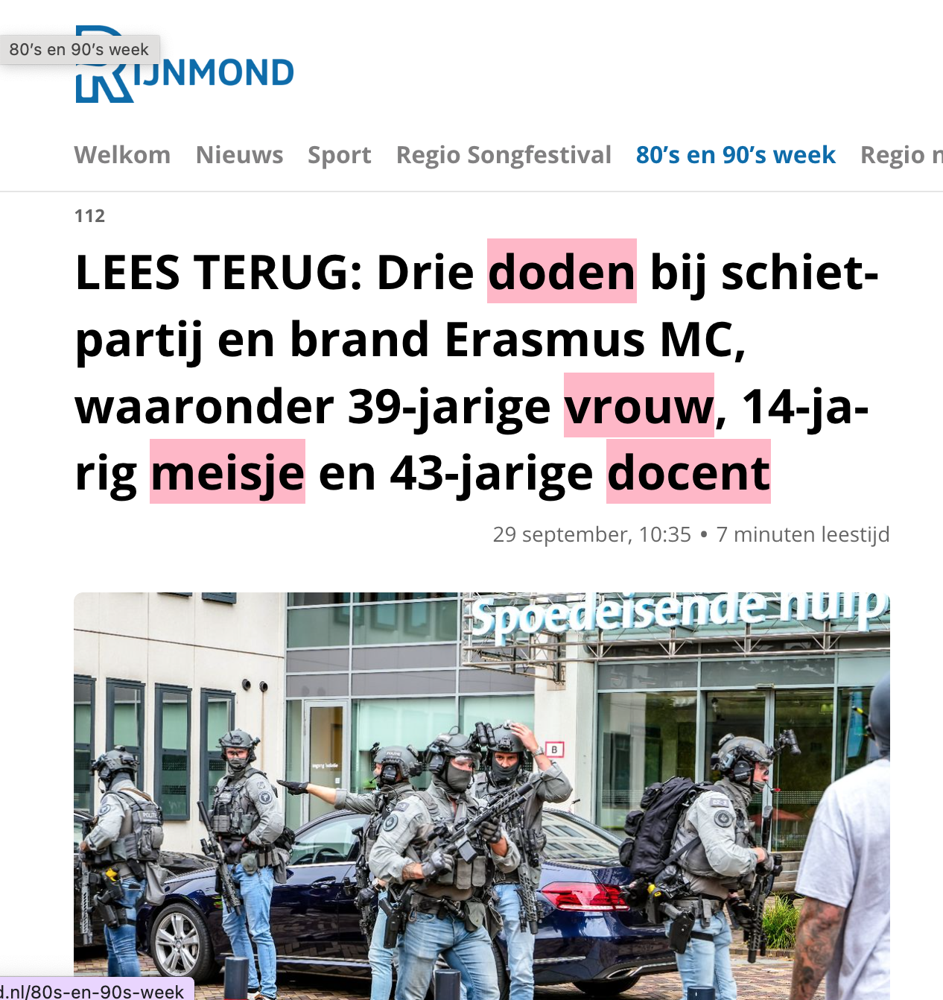 80’s en 90’s week
RIJNMOND
Welkom Nieuws Sport Regio Songfestival 80’s en 90’s week Regio n
112
LEES TERUG: Drie doden bij schiet-
partij en brand Erasmus MC,
waaronder 39-jarige vrouw, 14-ja-
rig meisje en 43-jarige docent
29 september, 10:35 • 7 minuten leestijd
Spoedeisende hulp
B
POLITIE
d.nl/80s-en-90s-week